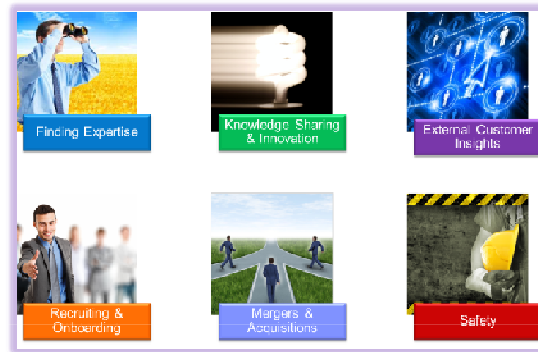 Finding Expertise
Knowledge Sharing
& Innovation
External Customer
Insights
Recruiting &
Onboarding
Mergers &
Acquisitions
Safety